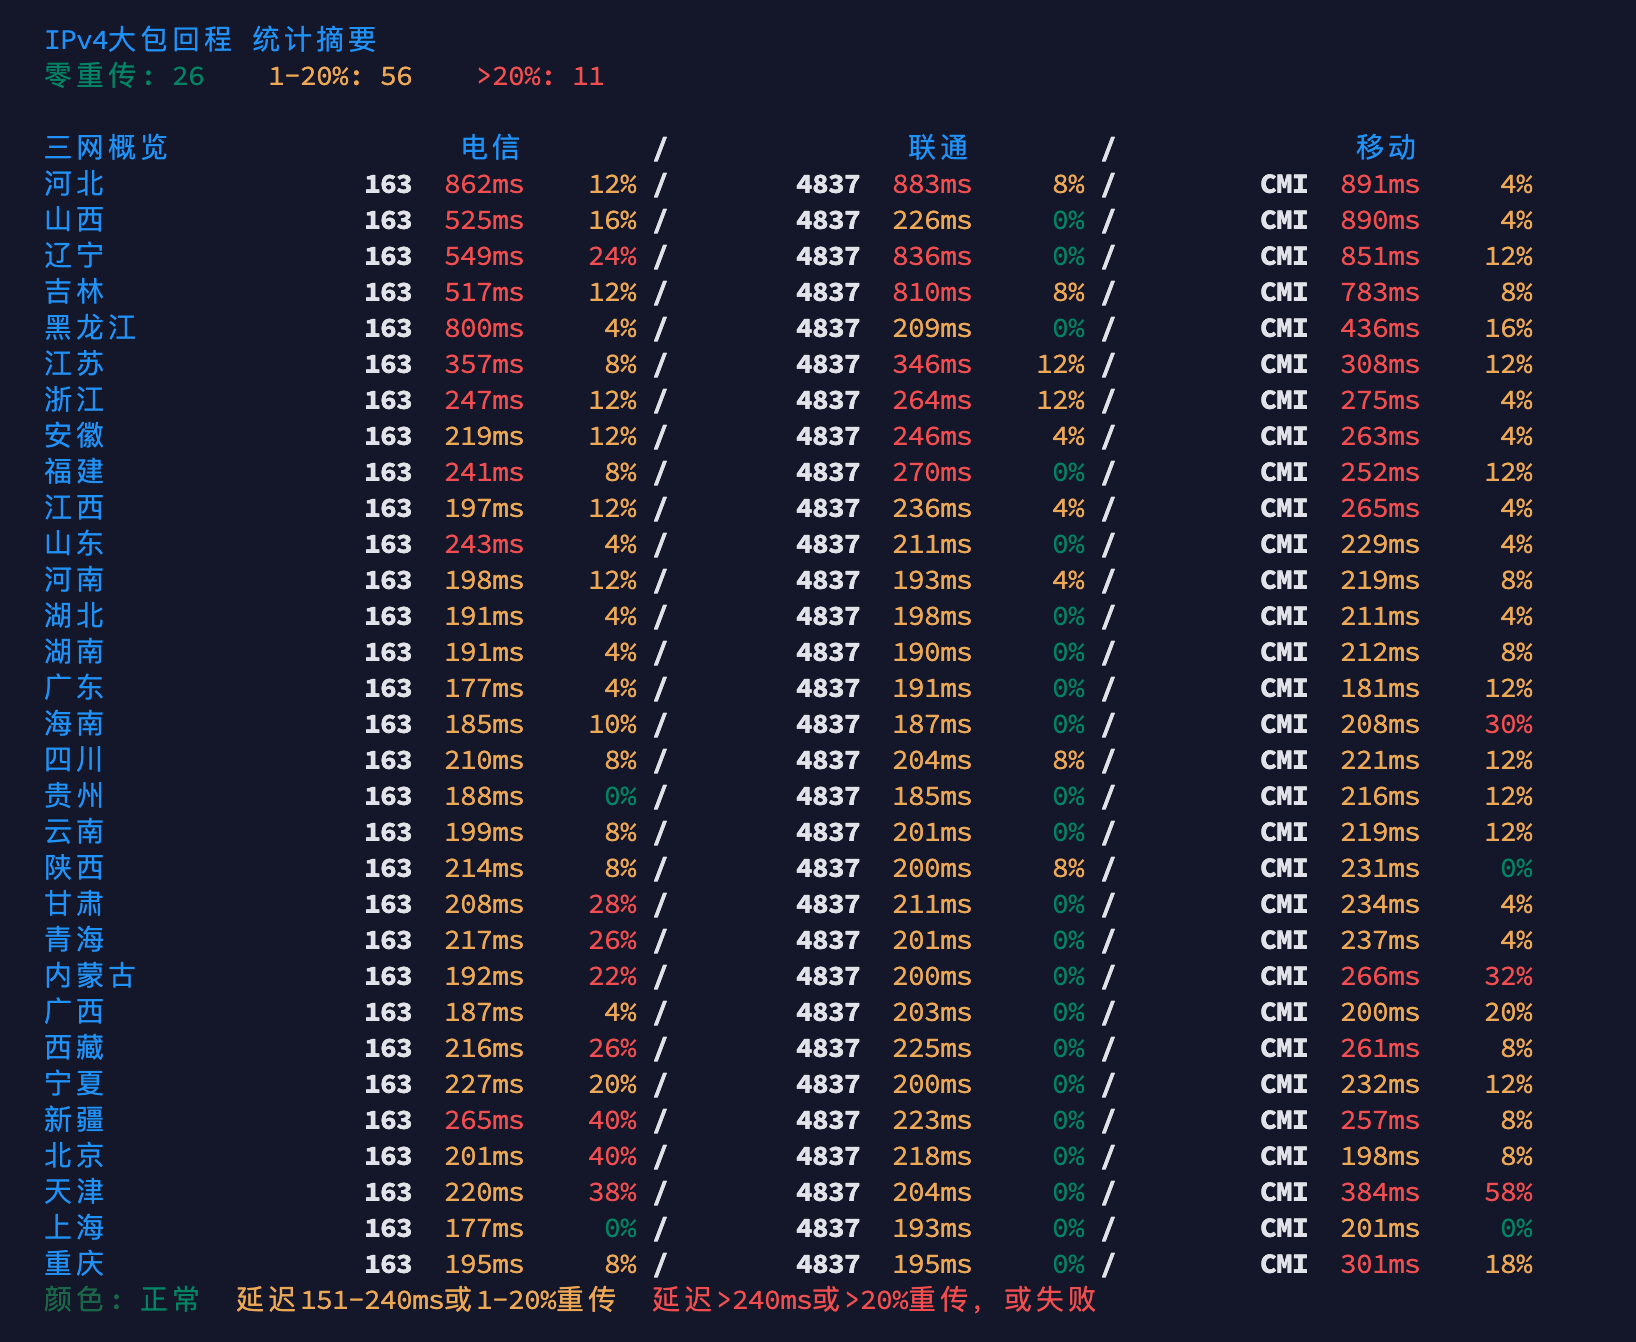 IPv4大包回程 统计摘要
零重传: 26 1-20%: 56 >20%: 11
三网概览 电信 / 联通 / 移动
河北 163 862ms 12% / 4837 883ms 8% / CMI 891ms 4%
山西 163 525ms 16% / 4837 226ms 0% / CMI 890ms 4%
辽宁 163 549ms 24% / 4837 836ms 0% / CMI 851ms 12%
吉林 163 517ms 12% / 4837 810ms 8% / CMI 783ms 8%
黑龙江 163 800ms 4% / 4837 209ms 0% / CMI 436ms 16%
江苏 163 357ms 8% / 4837 346ms 12% / CMI 308ms 12%
浙江 163 247ms 12% / 4837 264ms 12% / CMI 275ms 4%
安徽 163 219ms 12% / 4837 246ms 4% / CMI 263ms 4%
福建 163 241ms 8% / 4837 270ms 0% / CMI 252ms 12%
江西 163 197ms 12% / 4837 236ms 4% / CMI 265ms 4%
山东 163 243ms 4% / 4837 211ms 0% / CMI 229ms 4%
河南 163 198ms 12% / 4837 193ms 4% / CMI 219ms 8%
湖北 163 191ms 4% / 4837 198ms 0% / CMI 211ms 4%
湖南 163 191ms 4% / 4837 190ms 0% / CMI 212ms 8%
广东 163 177ms 4% / 4837 191ms 0% / CMI 181ms 12%
海南 163 185ms 10% / 4837 187ms 0% / CMI 208ms 30%
四川 163 210ms 8% / 4837 204ms 8% / CMI 221ms 12%
贵州 163 188ms 0% / 4837 185ms 0% / CMI 216ms 12%
云南 163 199ms 8% / 4837 201ms 0% / CMI 219ms 12%
陕西 163 214ms 8% / 4837 200ms 8% / CMI 231ms 0%
甘肃 163 208ms 28% / 4837 211ms 0% / CMI 234ms 4%
青海 163 217ms 26% / 4837 201ms 0% / CMI 237ms 4%
内蒙古 163 192ms 22% / 4837 200ms 0% / CMI 266ms 32%
广西 163 187ms 4% / 4837 203ms 0% / CMI 200ms 20%
西藏 163 216ms 26% / 4837 225ms 0% / CMI 261ms 8%
宁夏 163 227ms 20% / 4837 200ms 0% / CMI 232ms 12%
新疆 163 265ms 40% / 4837 223ms 0% / CMI 257ms 8%
北京 163 201ms 40% / 4837 218ms 0% / CMI 198ms 8%
天津 163 220ms 38% / 4837 204ms 0% / CMI 384ms 58%
上海 163 177ms 0% / 4837 193ms 0% / CMI 201ms 0%
重庆 163 195ms 8% / 4837 195ms 0% / CMI 301ms 18%
颜色: 正常 延迟151-240ms或1-20%重传 延迟>240ms或>20%重传, 或失败